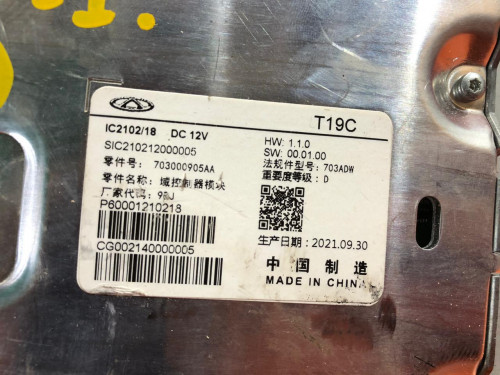 T19C
IC2102/18 DC 12V
HW: 1.1.0
SIC210212000005
SW: 00.01.00
零件号: 703000905AA
法规件型号: 703ADW
零件名称: 域控制器模块
重要度等级: D
厂家代码: 9BJ
P60001210218
生产日期: 2021.09.30
CG002140000005
中国制造
MADE IN CHINA